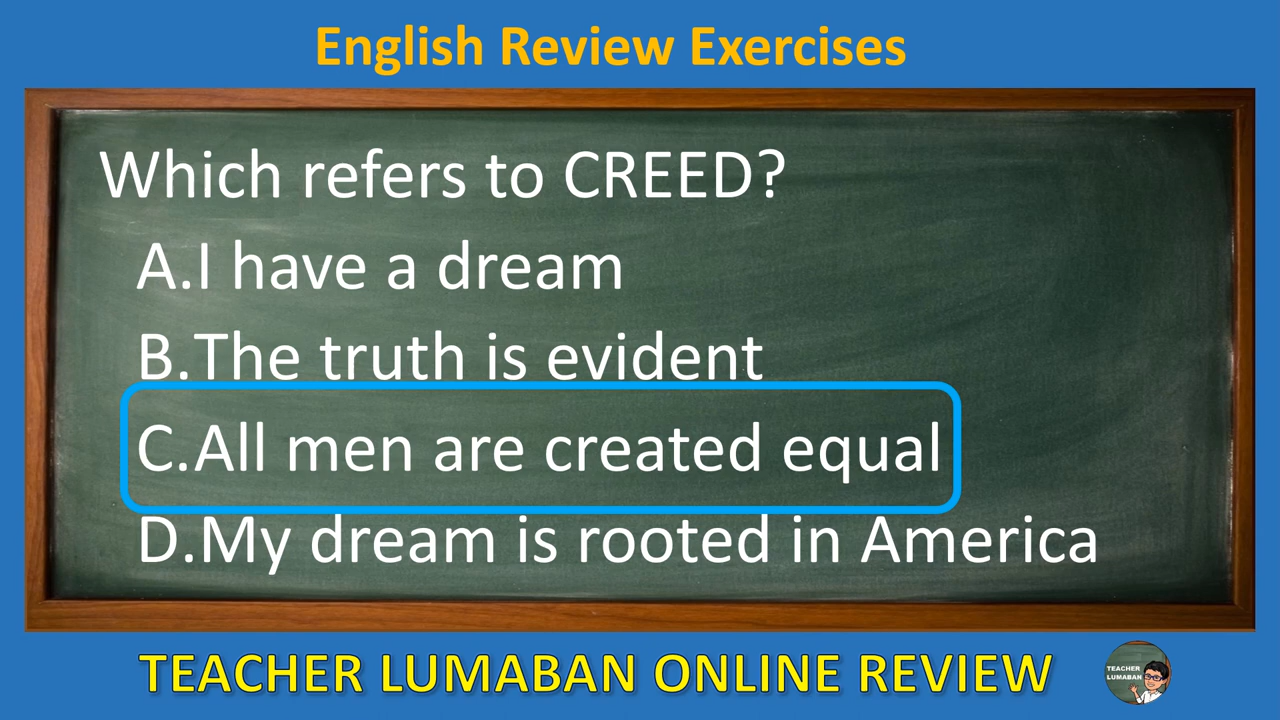 English Review Exercises
Which refers to CREED?
A.I have a dream
B.The truth is evident
C.All men are created equal
D.My dream is rooted in America
TEACHER LUMABAN ONLINE REVIEW
TEACHER
LUMABAN